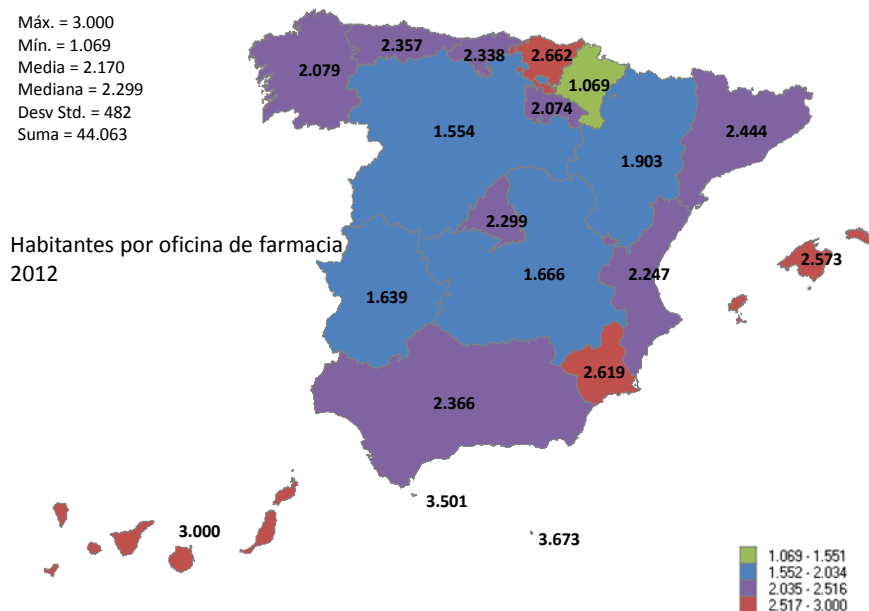 Máx. = 3.000
Mín. = 1.069
Media = 2.170
Mediana = 2.299
Desv Std. = 482
Suma = 44.063
2.357
2.338
2.662
2.079
1.069
2.074
1.554
2.444
1.903
2.299
Habitantes por oficina de farmacia
2012
2.573
2.247
1.666
1.639
2.619
2.366
3.501
3.000
3.673
1.069 - 1.551
1.552 - 2.034
2.035 - 2.516
2.517 - 3.000